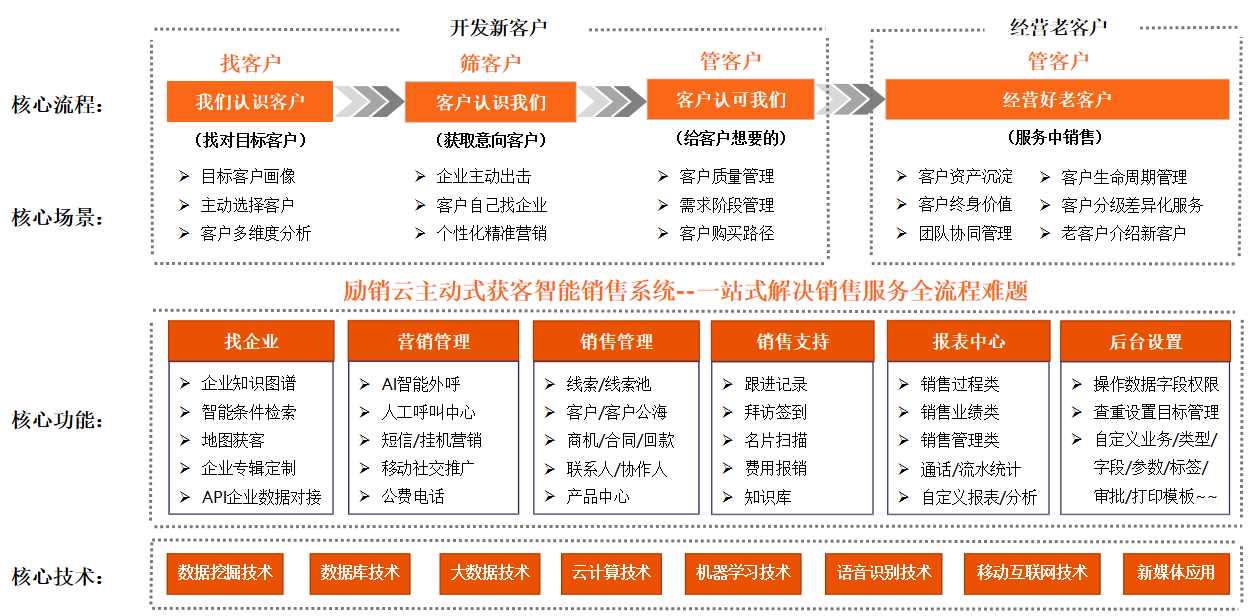 开发新客户
经营老客户
找客户
筛客户
管客户
管客户
核心流程：
我们认识客户
客户认识我们
客户认可我们
经营好老客户
（找对目标客户）
（获取意向客户）
（给客户想要的）
（服务中销售）
核心场景：
目标客户画像
主动选择客户
客户多维度分析
企业主动出击
客户自己找企业
个性化精准营销
客户质量管理
需求阶段管理
客户购买路径
客户资产沉淀
客户终身价值
团队协同管理
客户生命周期管理
客户分级差异化服务
老客户介绍新客户
励销云主动式获客智能销售系统--一站式解决销售服务全流程难题
核心功能：
找企业
企业知识图谱
智能条件检索
地图获客
企业专辑定制
API企业数据对接
营销管理
AI智能外呼
人工呼叫中心
短信/挂机营销
移动社交推广
公费电话
销售管理
线索/线索池
客户/客户公海
商机/合同/回款
联系人/协作人
产品中心
销售支持
跟进记录
拜访签到
名片扫描
费用报销
知识库
报表中心
销售过程类
销售业绩类
销售管理类
通话/流水统计
自定义报表/分析
后台设置
操作数据字段权限
查重设置目标管理
自定义业务/类型/
字段/参数/标签/
审批/打印模板~~
核心技术：
数据挖掘技术
数据库技术
大数据技术
云计算技术
机器学习技术
语音识别技术
移动互联网技术
新媒体应用